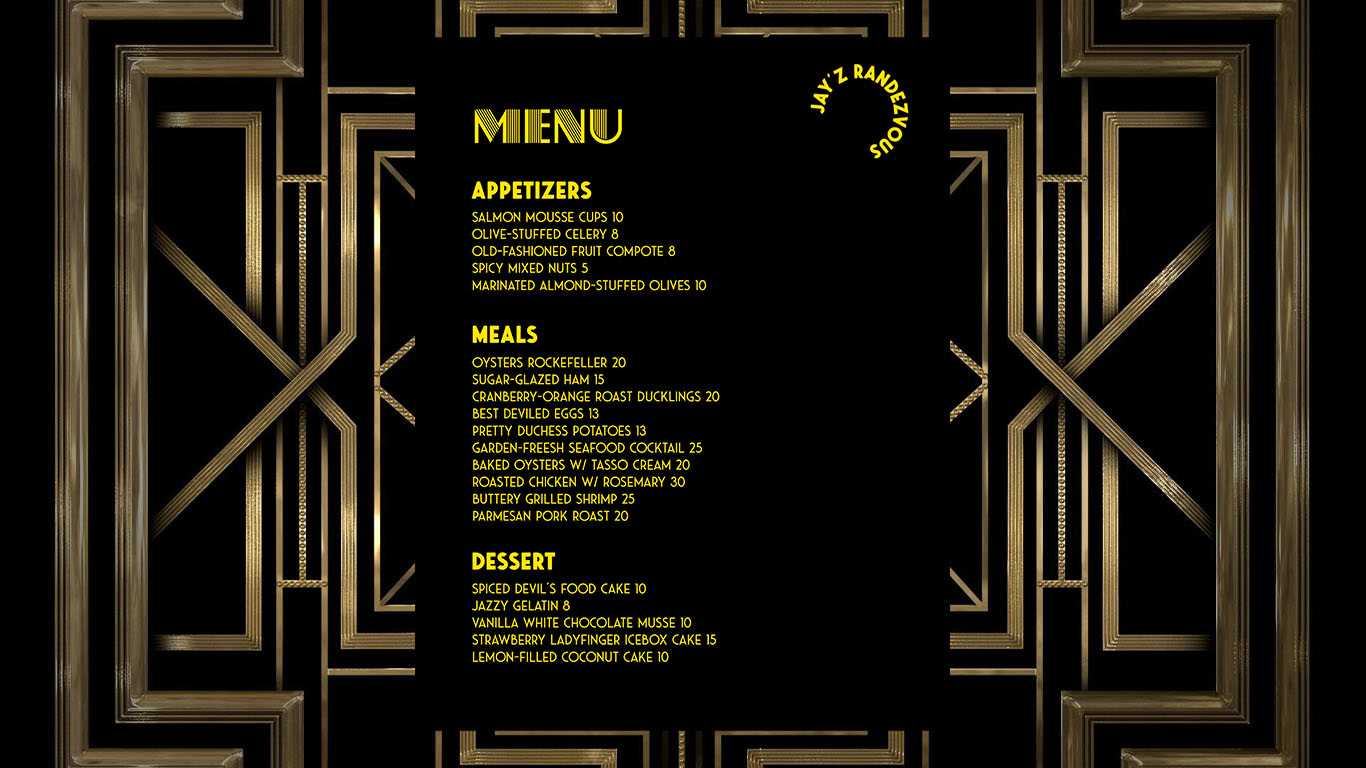 JAY'Z RANDEZVOUS
MENU
APPETIZERS
SALMON MOUSSE CUPS 10
OLIVE-STUFFED CELERY 8
OLD-FASHIONED FRUIT COMPOTE 8
SPICY MIXED NUTS 5
MARINATED ALMOND-STUFFED OLIVES 10
MEALS
OYSTERS ROCKEFELLER 20
SUGAR-GLAZED HAM 15
CRANBERRY-ORANGE ROAST DUCKLINGS 20
BEST DEVILED EGGS 13
PRETTY DUCHESS POTATOES 13
GARDEN-FREESH SEAFOOD COCKTAIL 25
BAKED OYSTERS W/ TASSO CREAM 20
ROASTED CHICKEN W/ ROSEMARY 30
BUTTERY GRILLED SHRIMP 25
PARMESAN PORK ROAST 20
DESSERT
SPICED DEVIL'S FOOD CAKE 10
JAZZY GELATIN 8
VANILLA WHITE CHOCOLATE MUSSE 10
STRAWBERRY LADYFINGER ICEBOX CAKE 15
LEMON-FILLED COCONUT CAKE 10